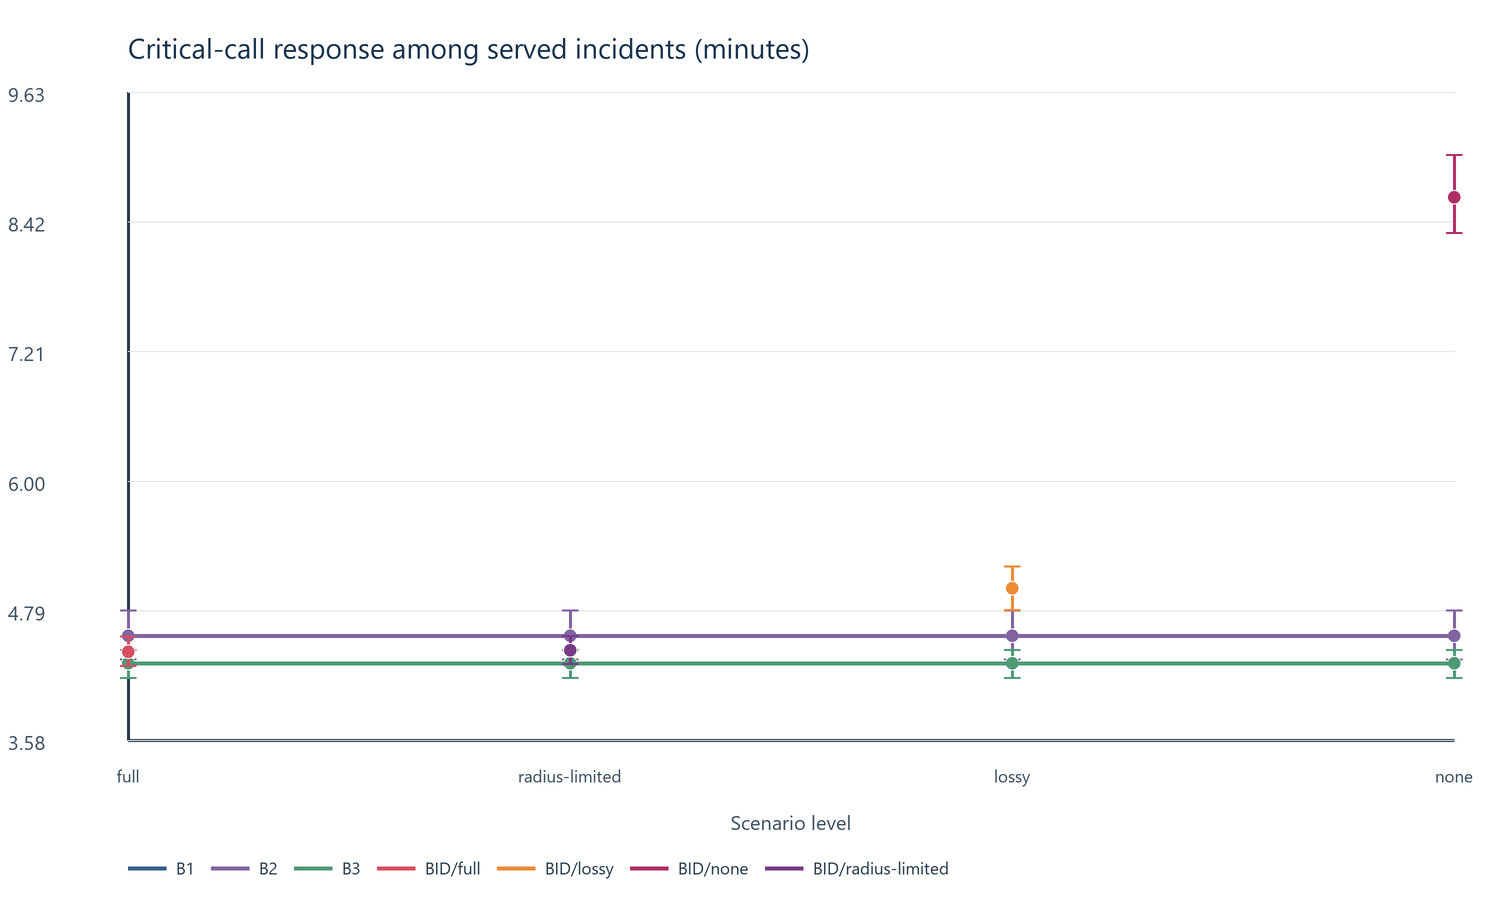 Critical-call response among served incidents (minutes)
9.63
8.42
7.21
6.00
4.79
3.58
full radius-limited lossy none
Scenario level
B1 B2 B3 BID/full BID/lossy BID/none BID/radius-limited